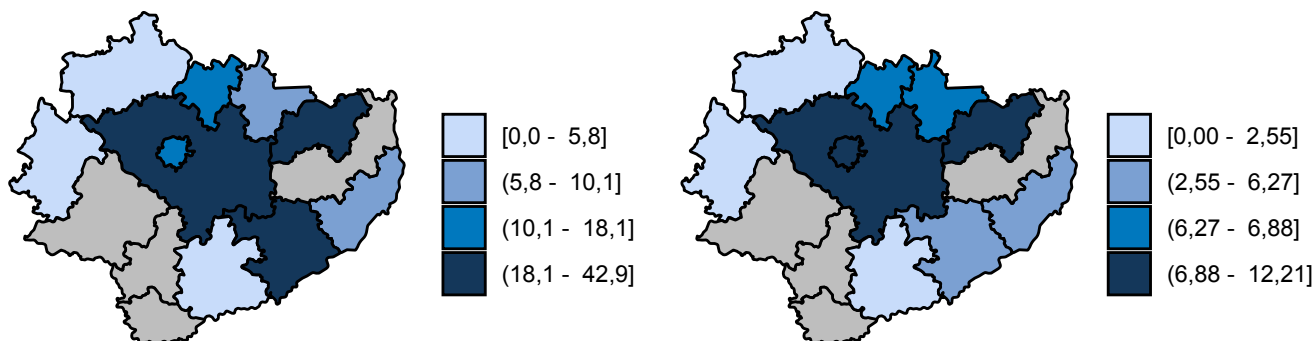 [0,0 - 5,8]
(5,8 - 10,1]
(10,1 - 18,1]
(18,1 - 42,9]
[0,00 - 2,55]
(2,55 - 6,27]
(6,27 - 6,88]
(6,88 - 12,21]